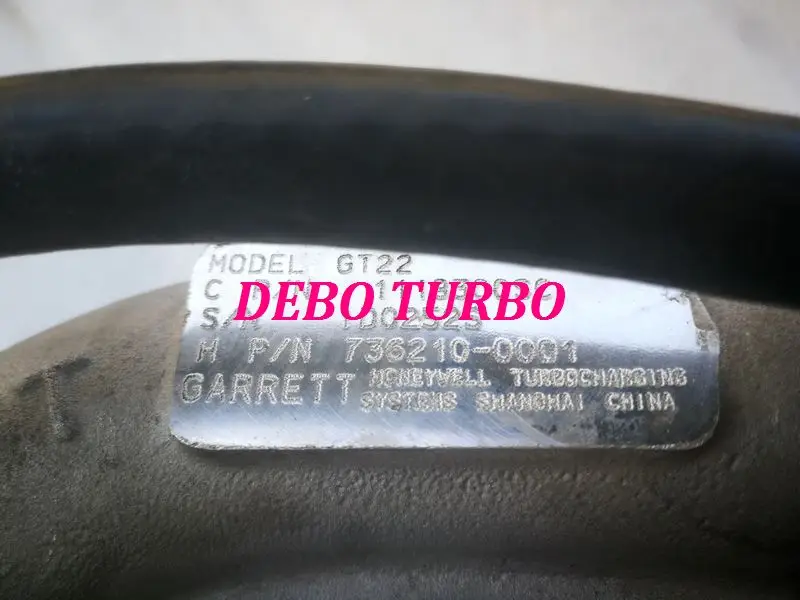 MODEL GT22
C P/N
DEBO TURBO
S/N
H P/N 736210-0001
GARRETT HONEYWELL TURBOCHARGING
SYSTEMS SHANGHAI CHINA